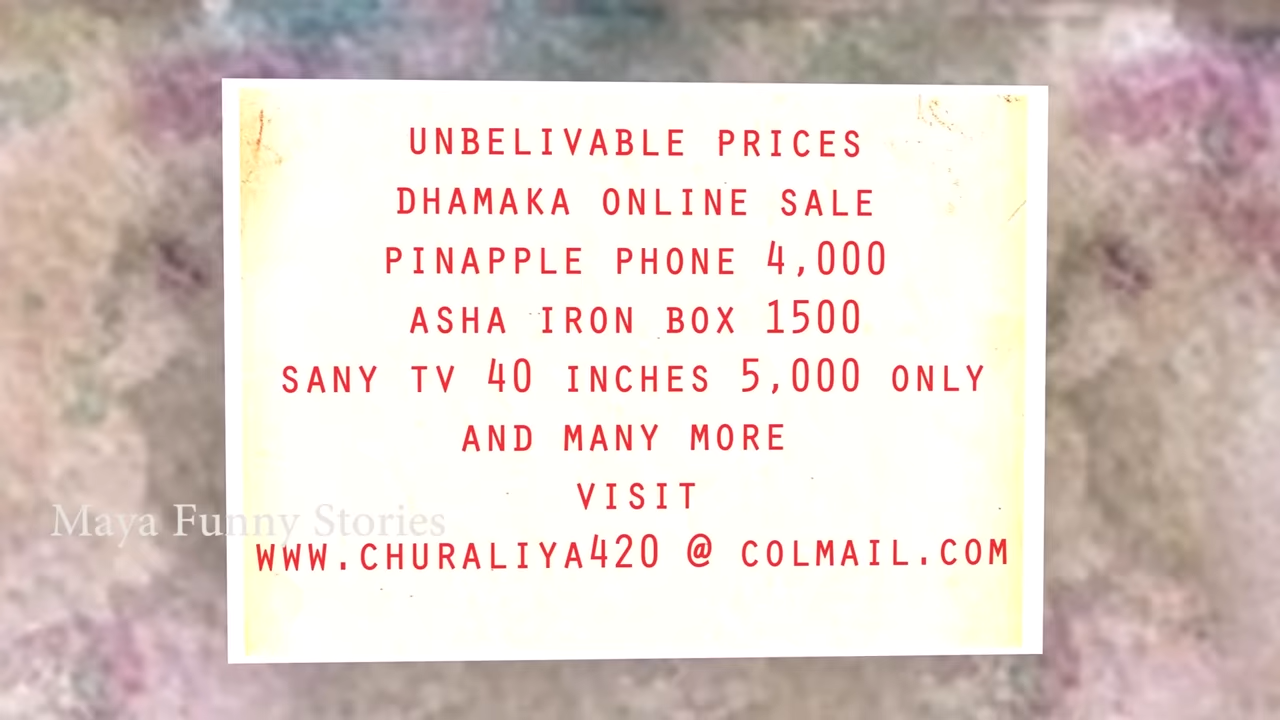 UNBELIVABLE PRICES
DHAMAKA ONLINE SALE
PINAPPLE PHONE 4,000
ASHA IRON BOX 1500
SANY TV 40 INCHES 5,000 ONLY
AND MANY MORE
VISIT
Maya Funny Stories
WWW.CHURALIYA420 @ COLMAIL.COM